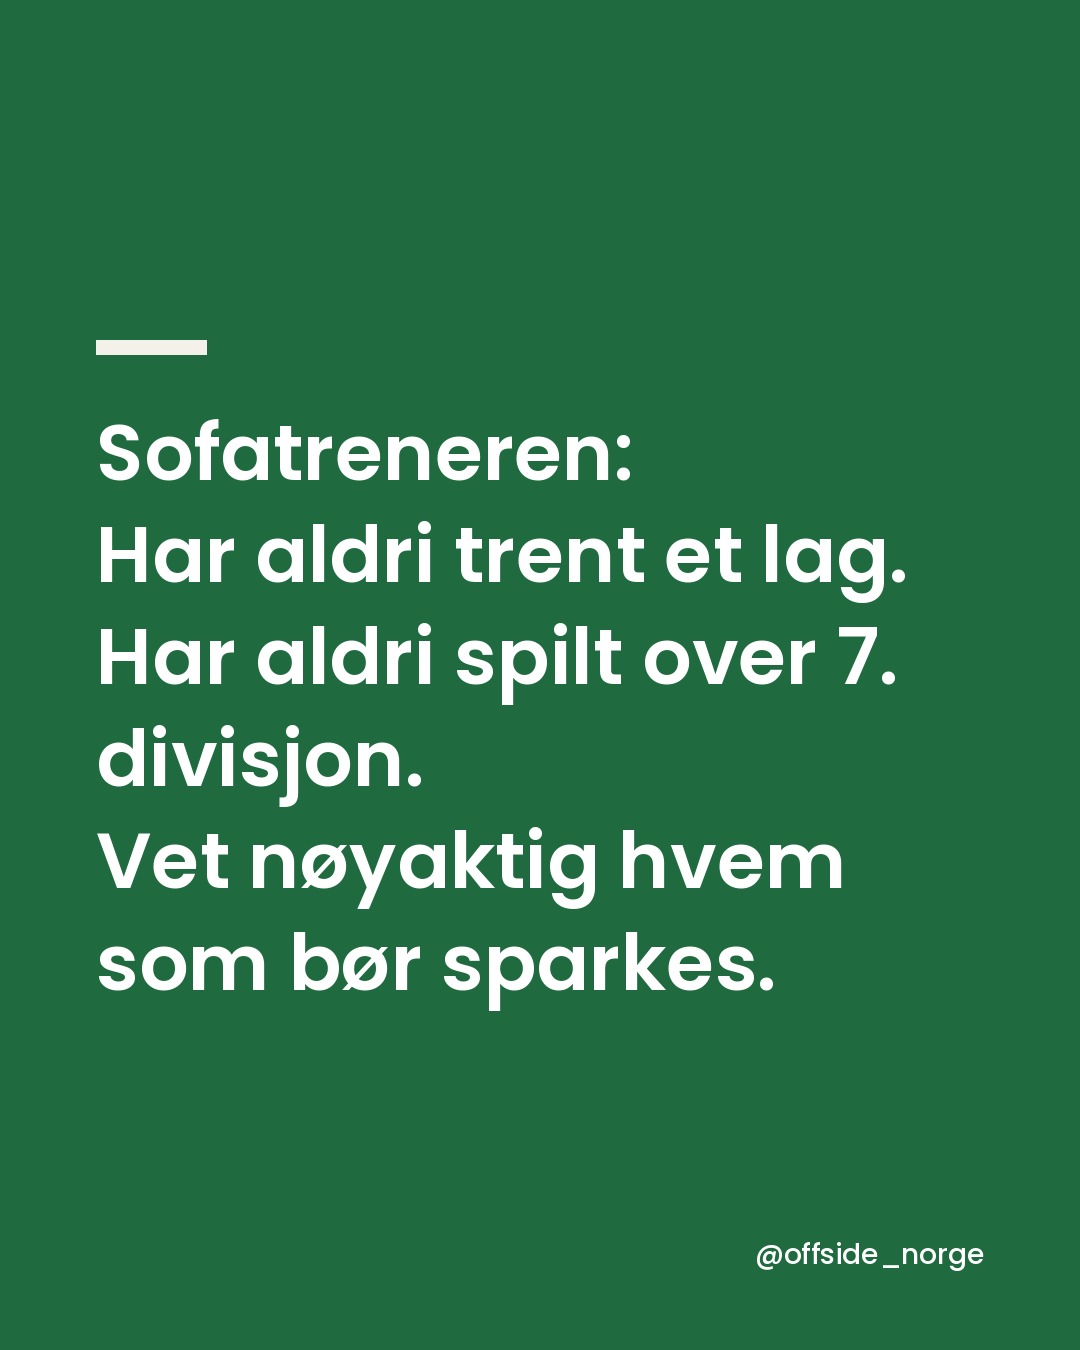 Sofatreneren:
Har aldri trent et lag.
Har aldri spilt over 7.
divisjon.
Vet nøyaktig hvem
som bør sparkes.
@offside_norge